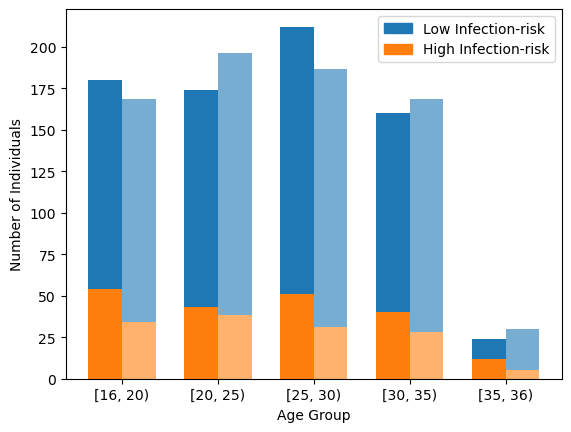 Low Infection-risk
High Infection-risk
200
175
150
125
100
75
50
25
0
Number of Individuals
[16, 20) [20, 25) [25, 30) [30, 35) [35, 36)
Age Group